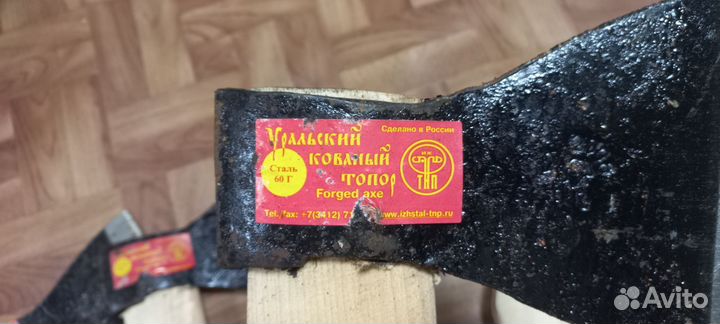 Сделано в России
Уральский
кованый
топор
Сталь
60 Г
Forged axe
ТНП
Tel. fax: +7(3412) 7
www.izhstal-tnp.ru
Avito